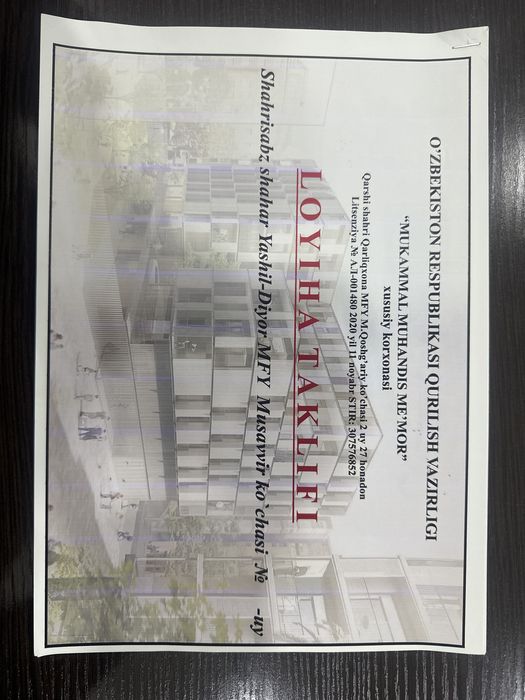 O’ZBEKISTON RESPUBLIKASI QURILISH VAZIRLIGI
“MUKAMMAL MUHANDIS ME’MOR”
xususiy korxonasi
Qarshi shahri Qarliqxona MFY M.Qoshg’ariy ko’chasi 2 uy 27 honadon
Litsenziya № АЛ-001480 2020 yil 11-noyabr STIR: 307576852
LOYIHA TAKLIFI
Shahrisabz shahar Yashil-Diyor MFY Musavvir ko`chasi № -uy